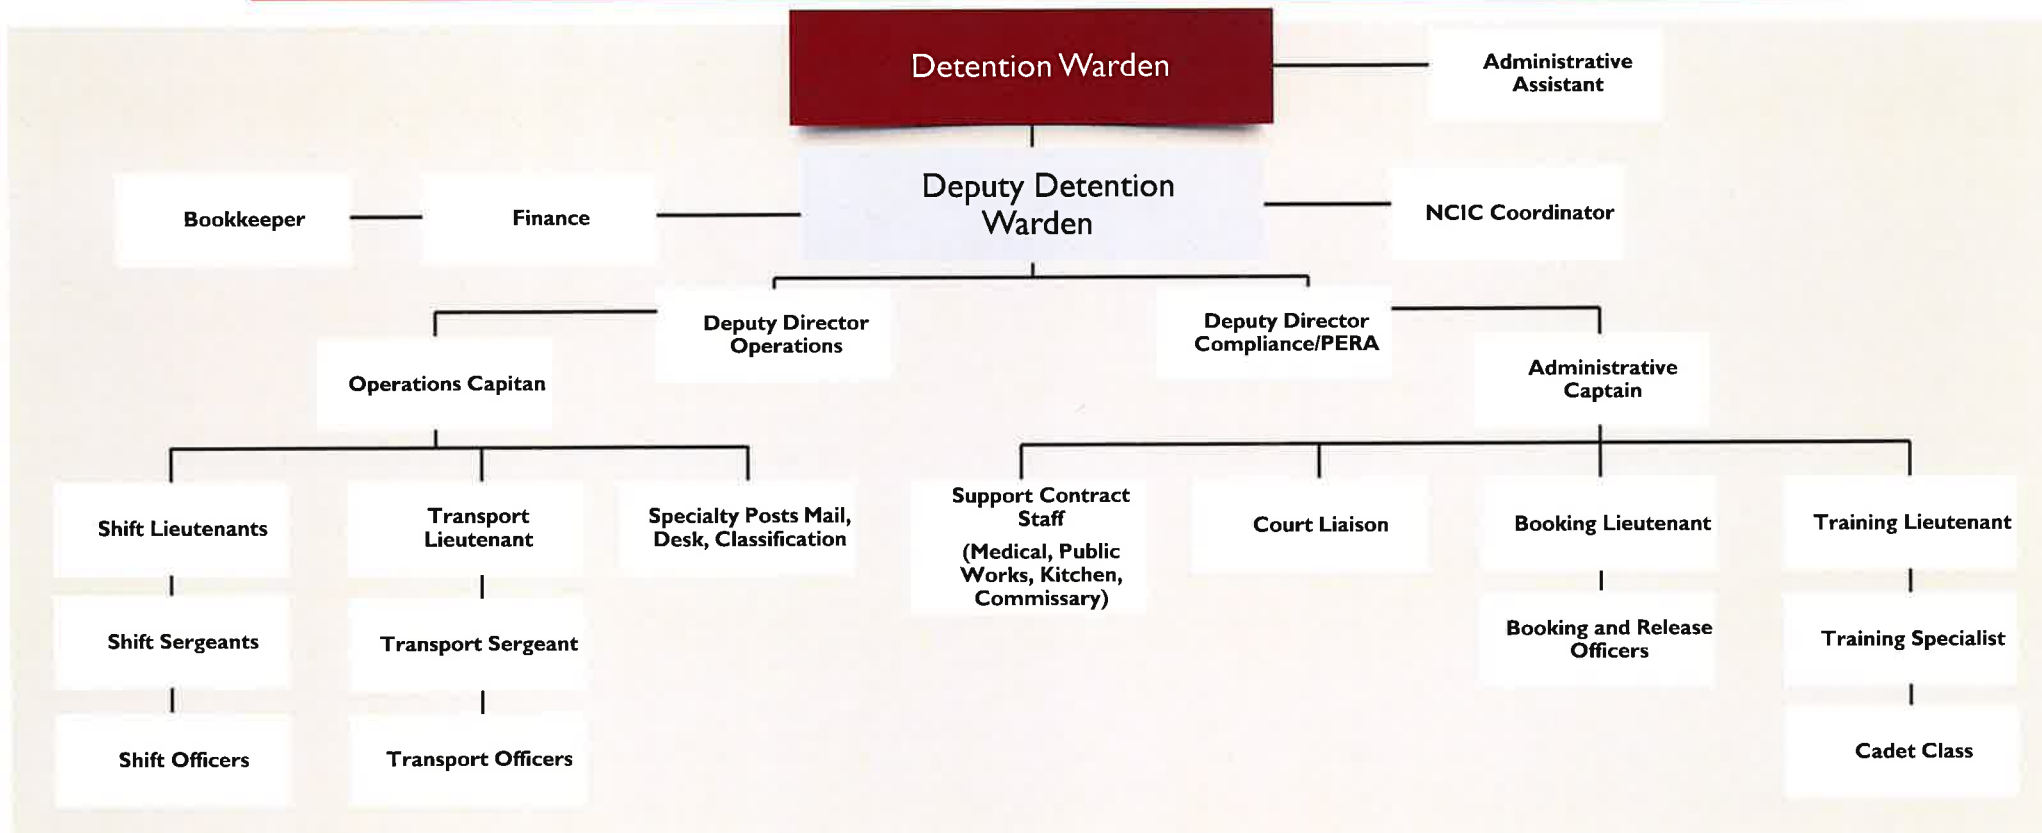 Detention Warden
Administrative
Assistant
Bookkeeper
Finance
Deputy Detention
Warden
NCIC Coordinator
Deputy Director
Operations
Deputy Director
Compliance/PERA
Operations Capitan
Administrative
Captain
Shift Lieutenants
Transport
Lieutenant
Specialty Posts Mail,
Desk, Classification
Support Contract
Staff
(Medical, Public
Works, Kitchen,
Commissary)
Court Liaison
Booking Lieutenant
Training Lieutenant
Shift Sergeants
Transport Sergeant
Booking and Release
Officers
Training Specialist
Shift Officers
Transport Officers
Cadet Class